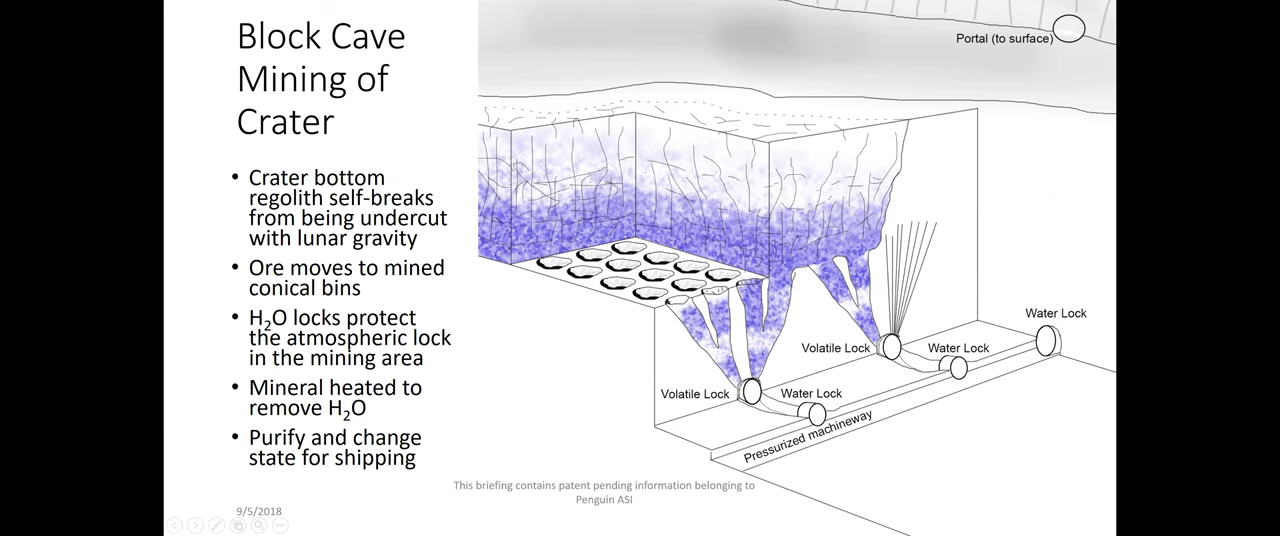 Block Cave
Mining of
Crater
• Crater bottom
regolith self-breaks
from being undercut
with lunar gravity
• Ore moves to mined
conical bins
• H₂O locks protect
the atmospheric lock
in the mining area
• Mineral heated to
remove H₂O
• Purify and change
state for shipping
Portal (to surface)
Water Lock
Volatile Lock
Water Lock
Volatile Lock
Water Lock
Pressurized machineway
This briefing contains patent pending information belonging to
Penguin ASI
9/5/2018